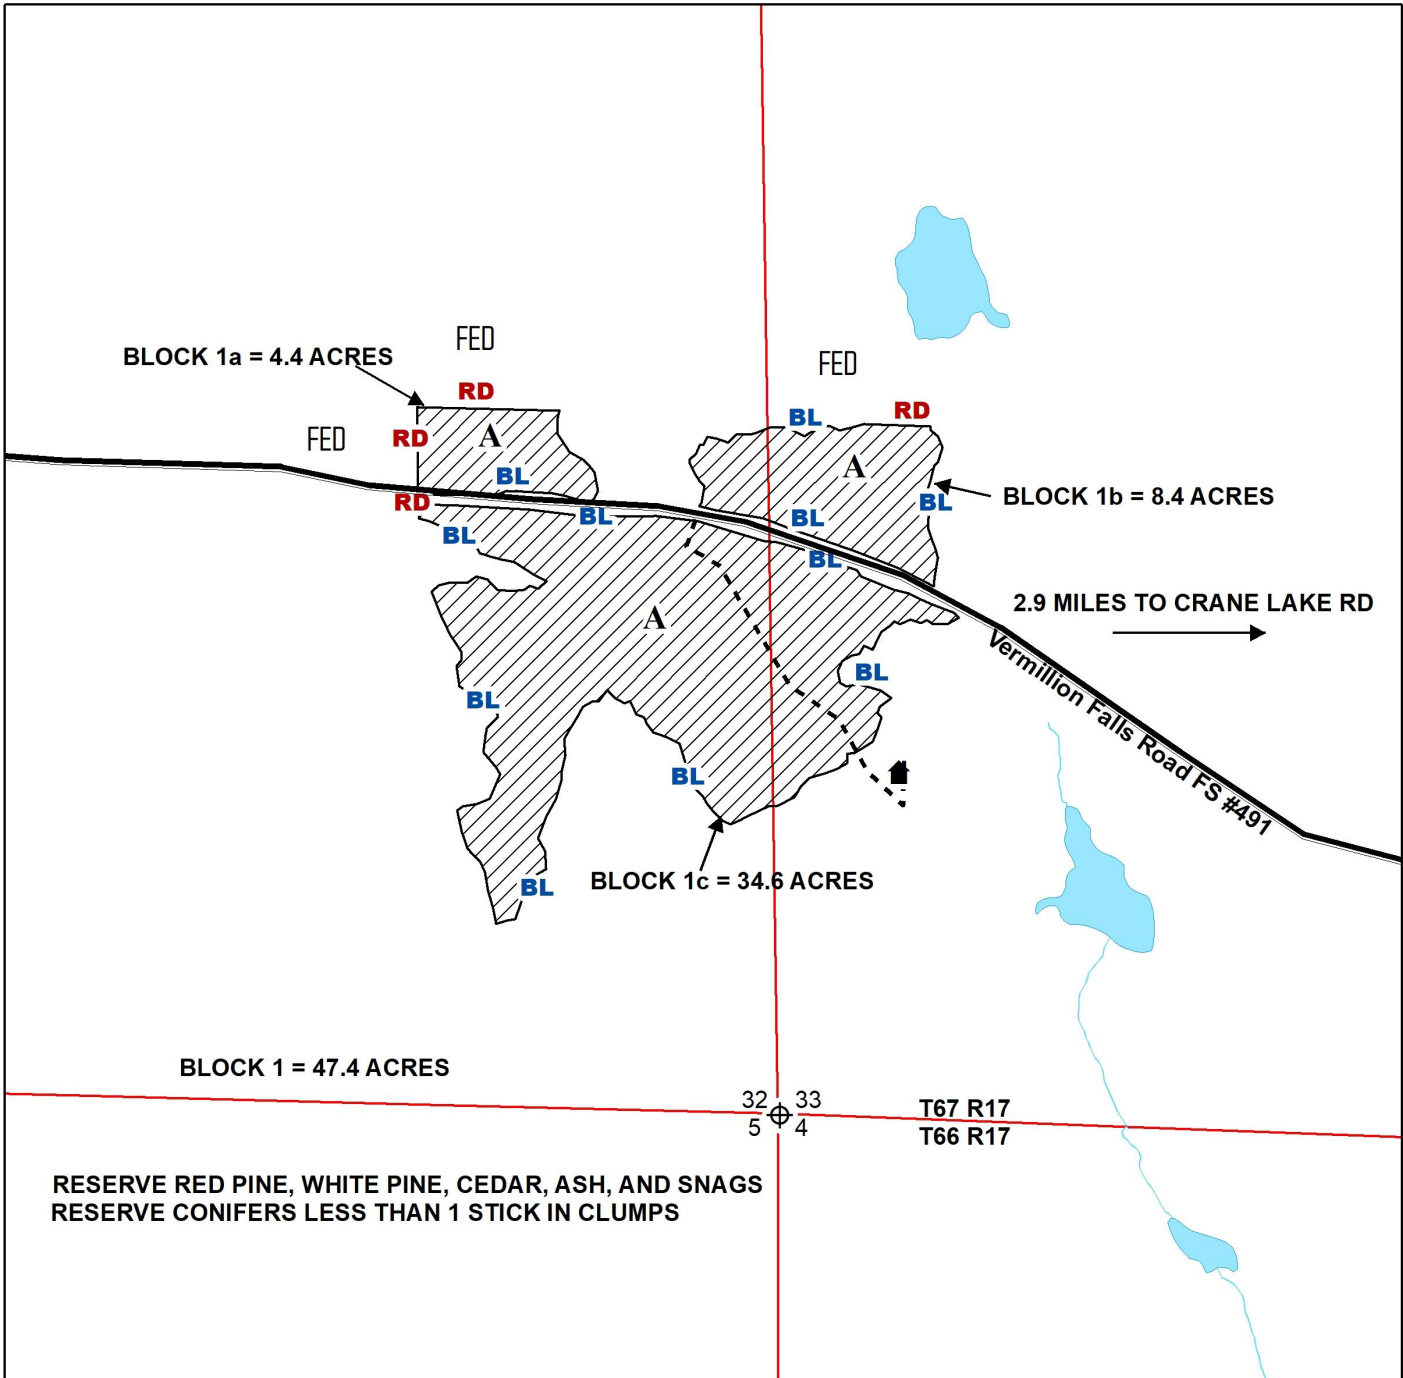 FED
BLOCK 1a = 4.4 ACRES
FED
RD
RD
BL
FED
RD
A
A
BL
BLOCK 1b = 8.4 ACRES
RD
BL
BL
BL
BL
BL
2.9 MILES TO CRANE LAKE RD
A
Vermillion Falls Road FS #491
BL
BL
BL
BLOCK 1c = 34.6 ACRES
BL
BLOCK 1 = 47.4 ACRES
32 33
T67 R17
5 4
T66 R17
RESERVE RED PINE, WHITE PINE, CEDAR, ASH, AND SNAGS
RESERVE CONIFERS LESS THAN 1 STICK IN CLUMPS